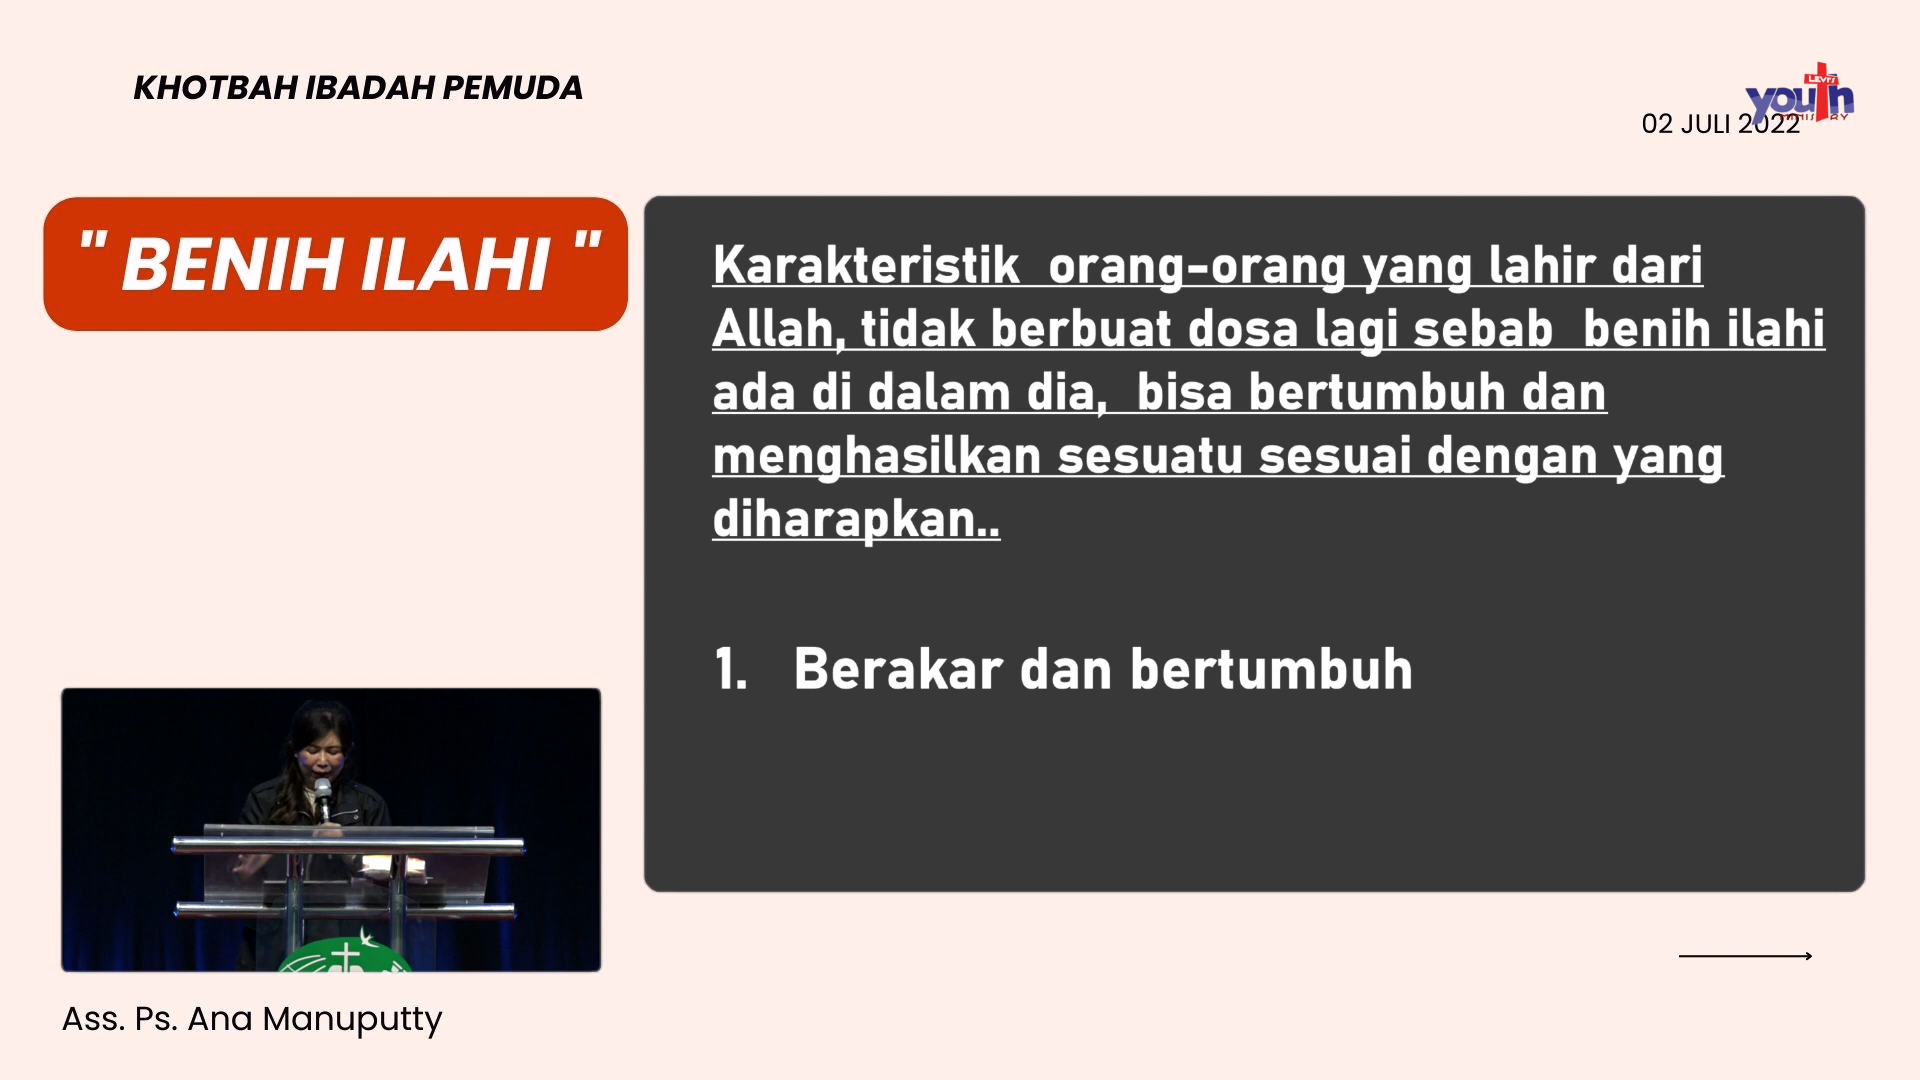 KHOTBAH IBADAH PEMUDA
LEVPI
youth
02 JULI 2022
" BENIH ILAHI "
Karakteristik orang-orang yang lahir dari
Allah, tidak berbuat dosa lagi sebab benih ilahi
ada di dalam dia, bisa bertumbuh dan
menghasilkan sesuatu sesuai dengan yang
diharapkan..
1. Berakar dan bertumbuh
Ass. Ps. Ana Manuputty